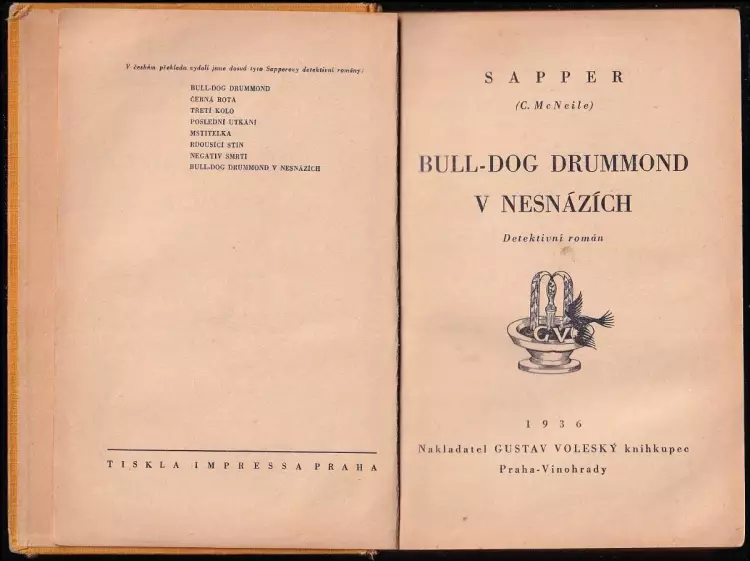 V českém překladu vydali jsme dosud tyto Sapperovy detektivní romány:
BULL-DOG DRUMMOND
ČERNÁ ROTA
TŘETÍ KOLO
POSLEDNÍ UTKÁNÍ
MSTITELKA
RDOUSÍCÍ STÍN
NEGATIV SMRTI
BULL-DOG DRUMMOND V NESNÁZÍCH
TISKLA IMPRESSA PRAHA
SAPPER
(C. McNeile)
BULL-DOG DRUMMOND
V NESNÁZÍCH
Detektivní román
GV
1936
Nakladatel GUSTAV VOLESKÝ knihkupec
Praha-Vinohrady